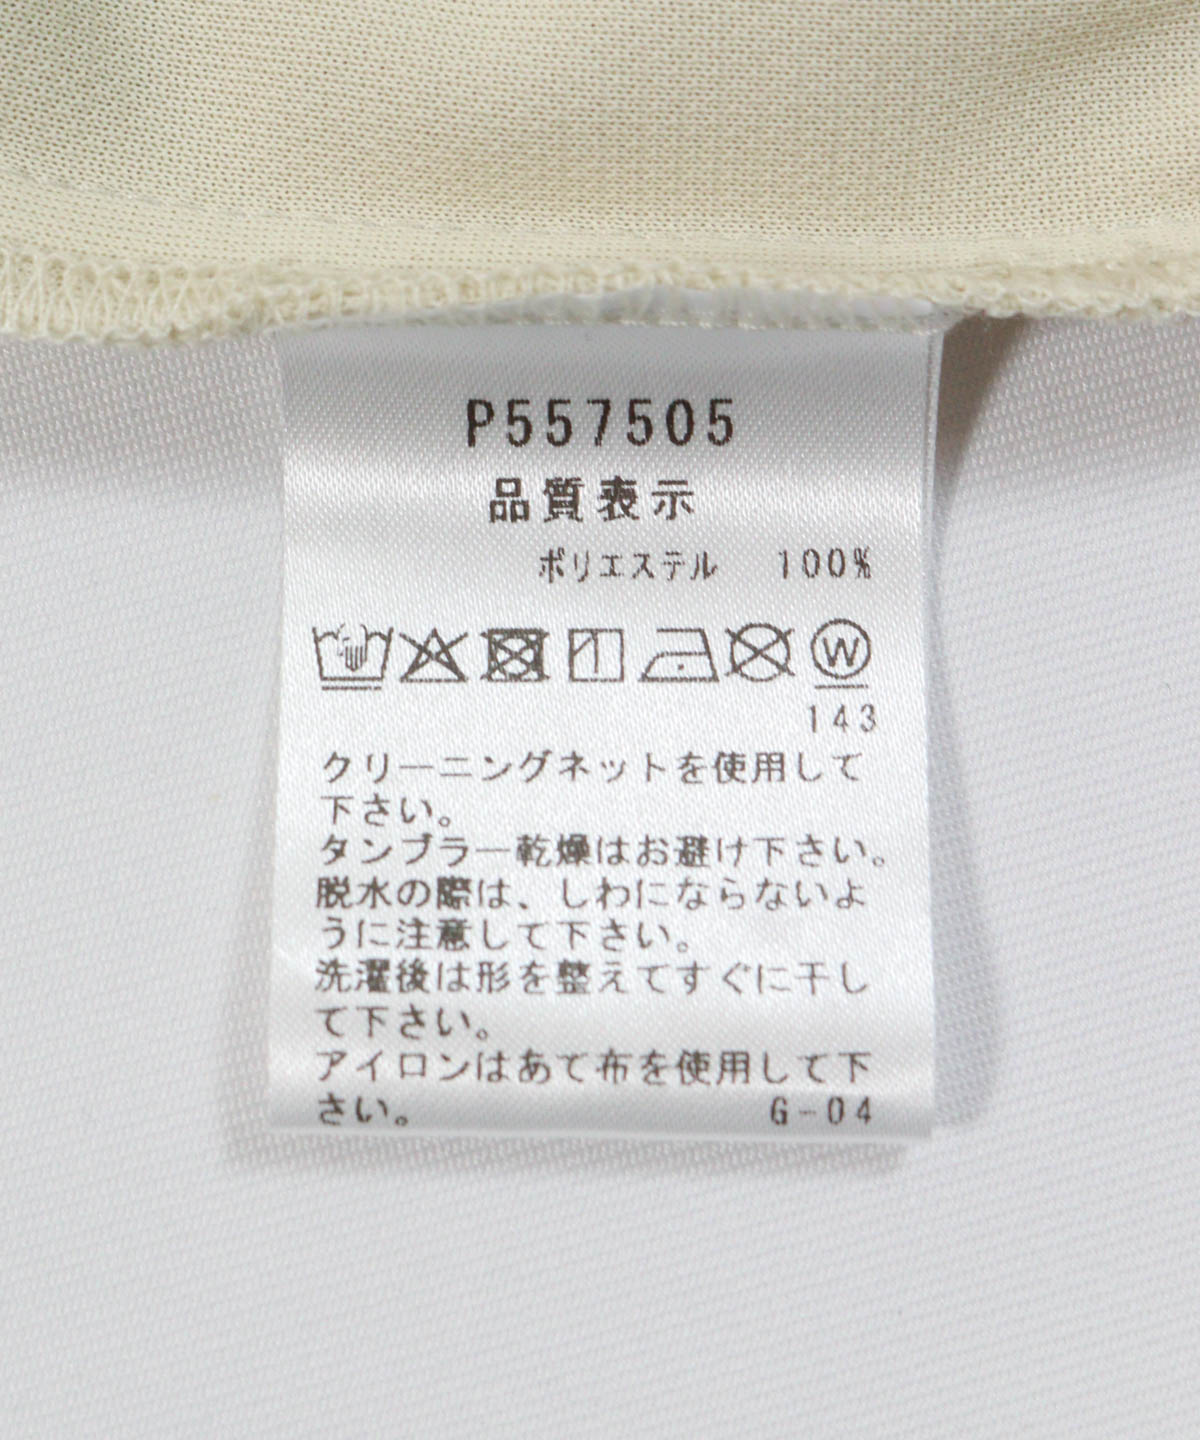 P557505
品質表示
ポリエステル 100%
W
143
クリーニングネットを使用して
下さい。
タンブラー乾燥はお避け下さい。
脱水の際は、しわにならないよ
うに注意して下さい。
洗濯後は形を整えてすぐに干し
て下さい。
アイロンはあて布を使用して下
さい。 G-04